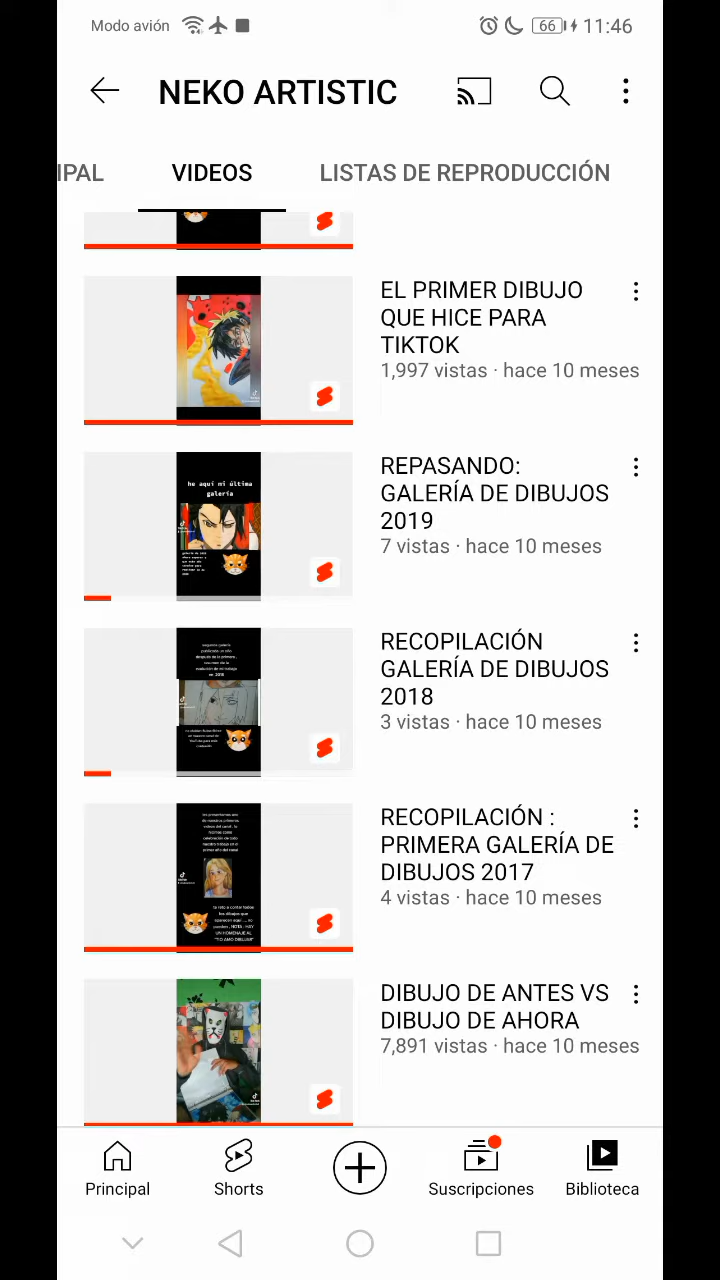 Modo avión
66
11:46
NEKO ARTISTIC
IPAL
VIDEOS
LISTAS DE REPRODUCCIÓN
EL PRIMER DIBUJO
QUE HICE PARA
TIKTOK
1,997 vistas · hace 10 meses
he aquí mi última
galería
REPASANDO:
GALERÍA DE DIBUJOS
2019
7 vistas · hace 10 meses
RECOPILACIÓN
GALERÍA DE DIBUJOS
2018
3 vistas · hace 10 meses
RECOPILACIÓN :
PRIMERA GALERÍA DE
DIBUJOS 2017
4 vistas · hace 10 meses
DIBUJO DE ANTES VS
DIBUJO DE AHORA
7,891 vistas · hace 10 meses
Principal
Shorts
Suscripciones
Biblioteca